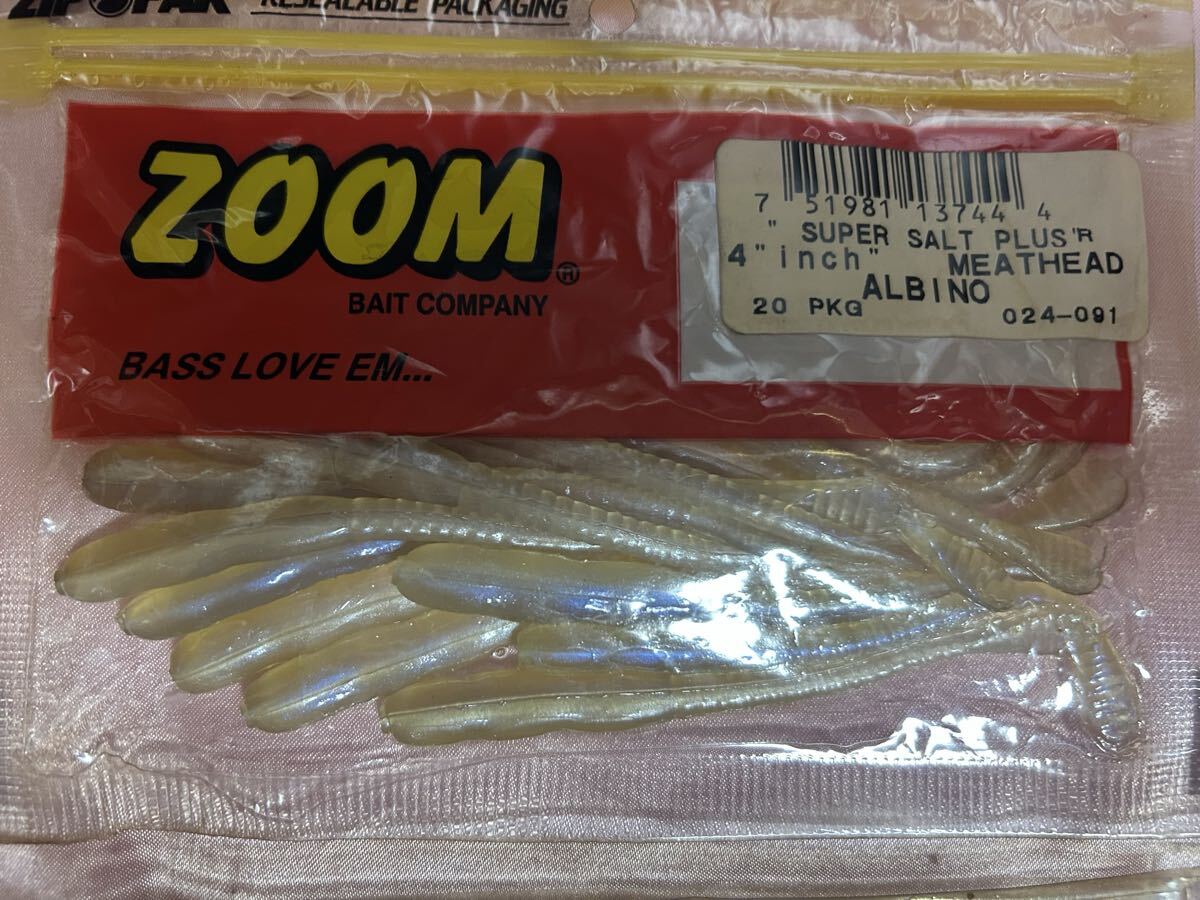 ZIP-PAK RESEALABLE PACKAGING
ZOOM®
BAIT COMPANY
BASS LOVE EM...
7 51981 13744 4
" SUPER SALT PLUS"R
4"inch" MEATHEAD
ALBINO
20 PKG 024-091